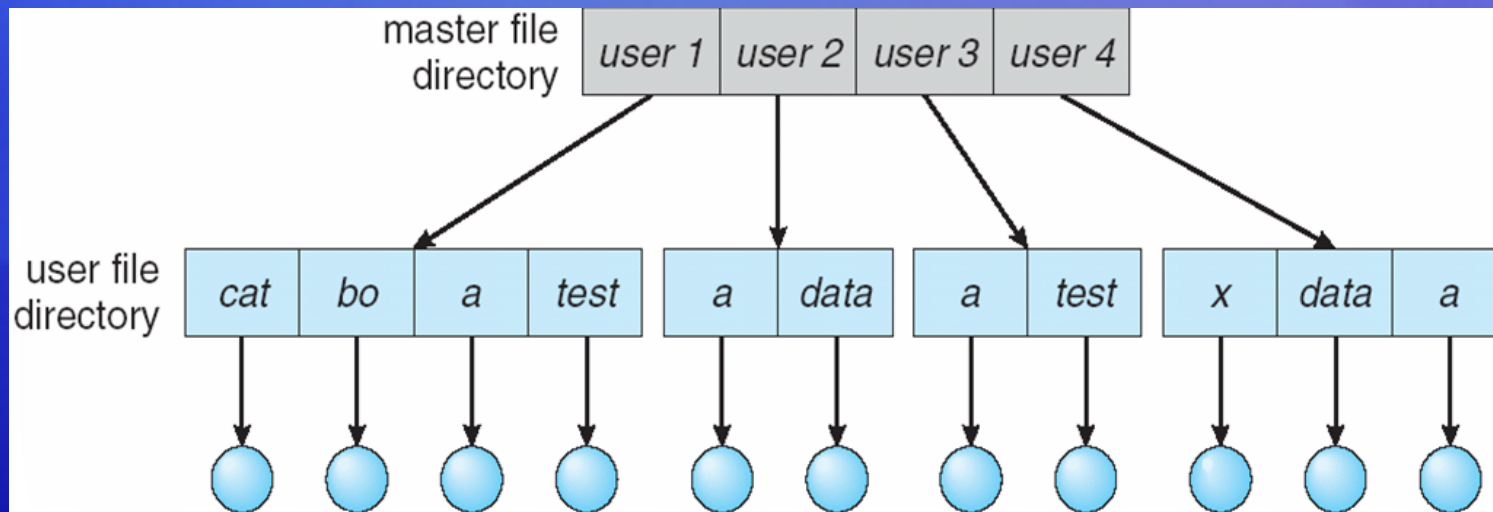 master file
directory
user 1 user 2 user 3 user 4
user file
directory
cat bo a test a data a test x data a